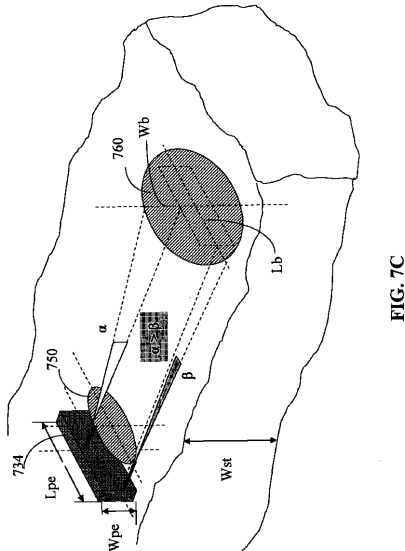 734
Lpe
Wpe
750
α
α ≥ β
β
760
Wb
Lb
Wst
FIG. 7C